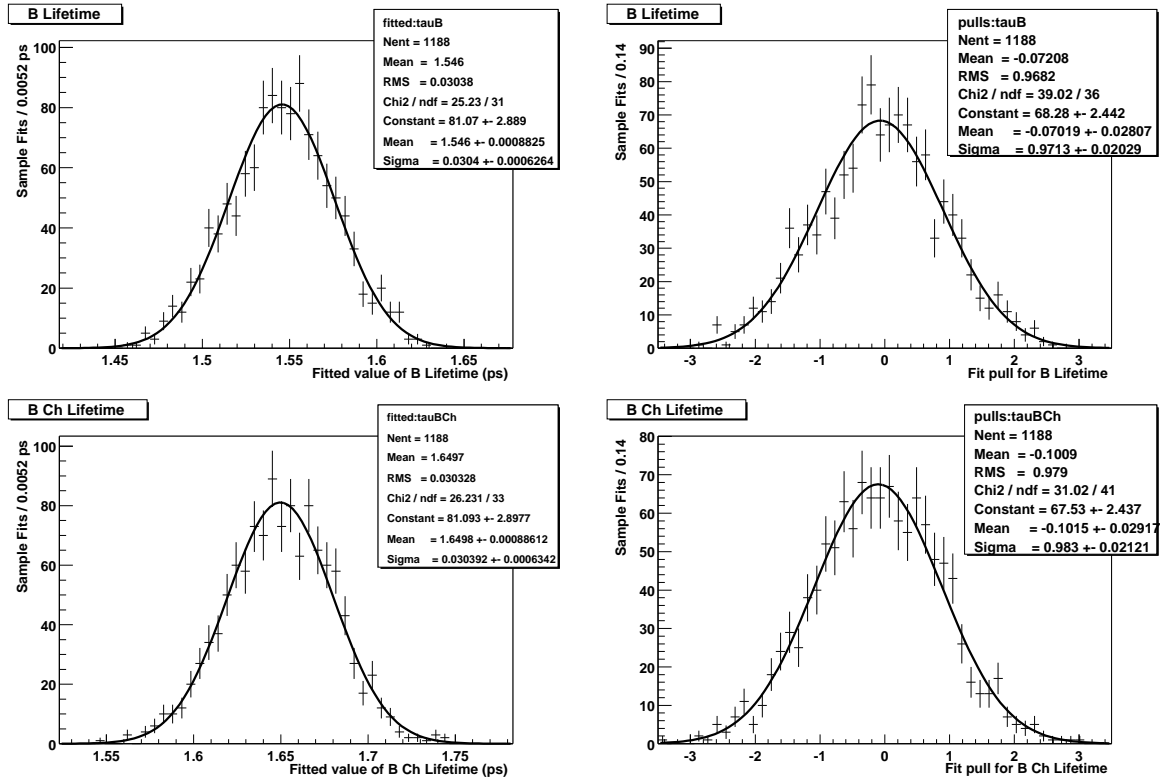 B Lifetime
Sample Fits / 0.0052 ps
100
80
60
40
20
0
1.45
1.5
1.55
1.6
1.65
Fitted value of B Lifetime (ps)
fitted:tauB
Nent = 1188
Mean = 1.546
RMS = 0.03038
Chi2 / ndf = 25.23 / 31
Constant = 81.07 +- 2.889
Mean = 1.546 +- 0.0008825
Sigma = 0.0304 +- 0.0006264
B Lifetime
Sample Fits / 0.14
90
80
70
60
50
40
30
20
10
0
-3
-2
-1
0
1
2
3
Fit pull for B Lifetime
pulls:tauB
Nent = 1188
Mean = -0.07208
RMS = 0.9682
Chi2 / ndf = 39.02 / 36
Constant = 68.28 +- 2.442
Mean = -0.07019 +- 0.02807
Sigma = 0.9713 +- 0.02029
B Ch Lifetime
Sample Fits / 0.0052 ps
100
80
60
40
20
0
1.55
1.6
1.65
1.7
1.75
Fitted value of B Ch Lifetime (ps)
fitted:tauBCh
Nent = 1188
Mean = 1.6497
RMS = 0.030328
Chi2 / ndf = 26.231 / 33
Constant = 81.093 +- 2.8977
Mean = 1.6498 +- 0.00088612
Sigma = 0.030392 +- 0.0006342
B Ch Lifetime
Sample Fits / 0.14
80
70
60
50
40
30
20
10
0
-3
-2
-1
0
1
2
3
Fit pull for B Ch Lifetime
pulls:tauBCh
Nent = 1188
Mean = -0.1009
RMS = 0.979
Chi2 / ndf = 31.02 / 41
Constant = 67.53 +- 2.437
Mean = -0.1015 +- 0.02917
Sigma = 0.983 +- 0.02121